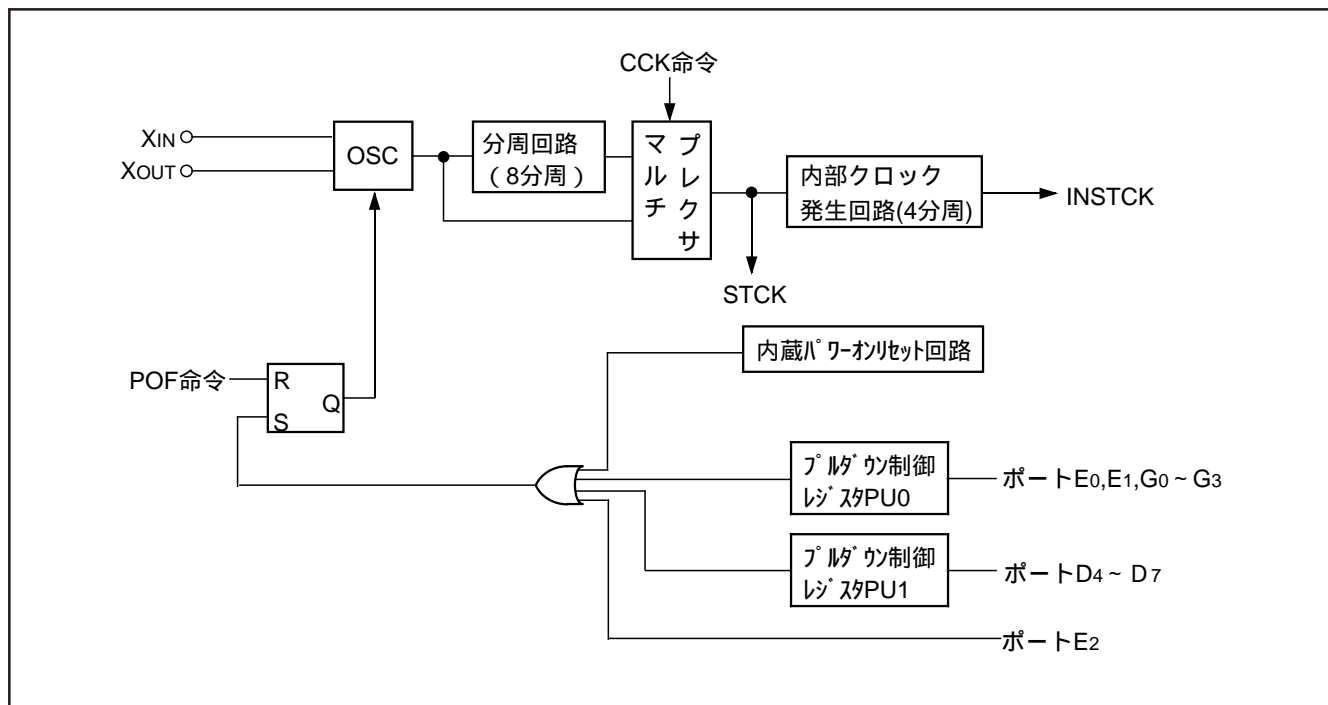 CCK命令
XIN
XOUT
OSC
分周回路
（8分周）
マルチ
プレクサ
内部クロック
発生回路(4分周)
INSTCK
STCK
内蔵パワーオンリセット回路
POF命令
R
S
Q
プルダウン制御
レジスタPU0
ポートE0,E1,G0～G3
プルダウン制御
レジスタPU1
ポートD4～D7
ポートE2